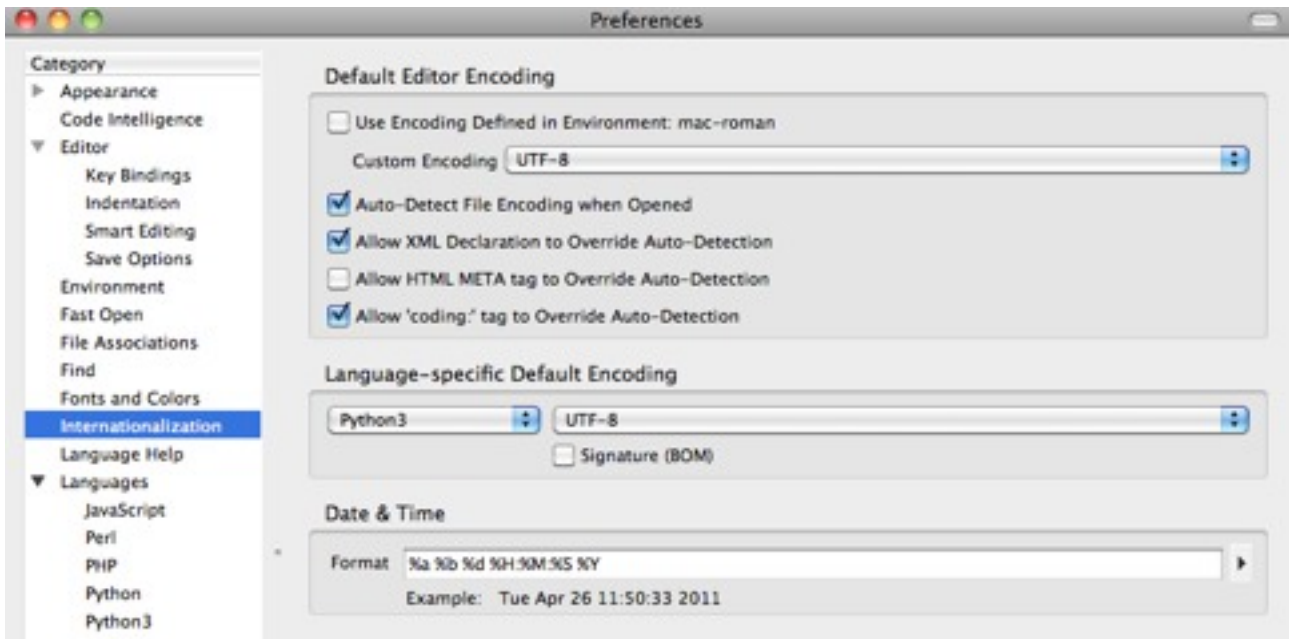 Preferences
Category
Appearance
Code Intelligence
Editor
Key Bindings
Indentation
Smart Editing
Save Options
Environment
Fast Open
File Associations
Find
Fonts and Colors
Internationalization
Language Help
Languages
JavaScript
Perl
PHP
Python
Python3
Default Editor Encoding
Use Encoding Defined in Environment: mac-roman
Custom Encoding UTF-8
Auto-Detect File Encoding when Opened
Allow XML Declaration to Override Auto-Detection
Allow HTML META tag to Override Auto-Detection
Allow 'coding:' tag to Override Auto-Detection
Language-specific Default Encoding
Python3 UTF-8
Signature (BOM)
Date & Time
Format %a %b %d %H:%M:%S %Y
Example: Tue Apr 26 11:50:33 2011